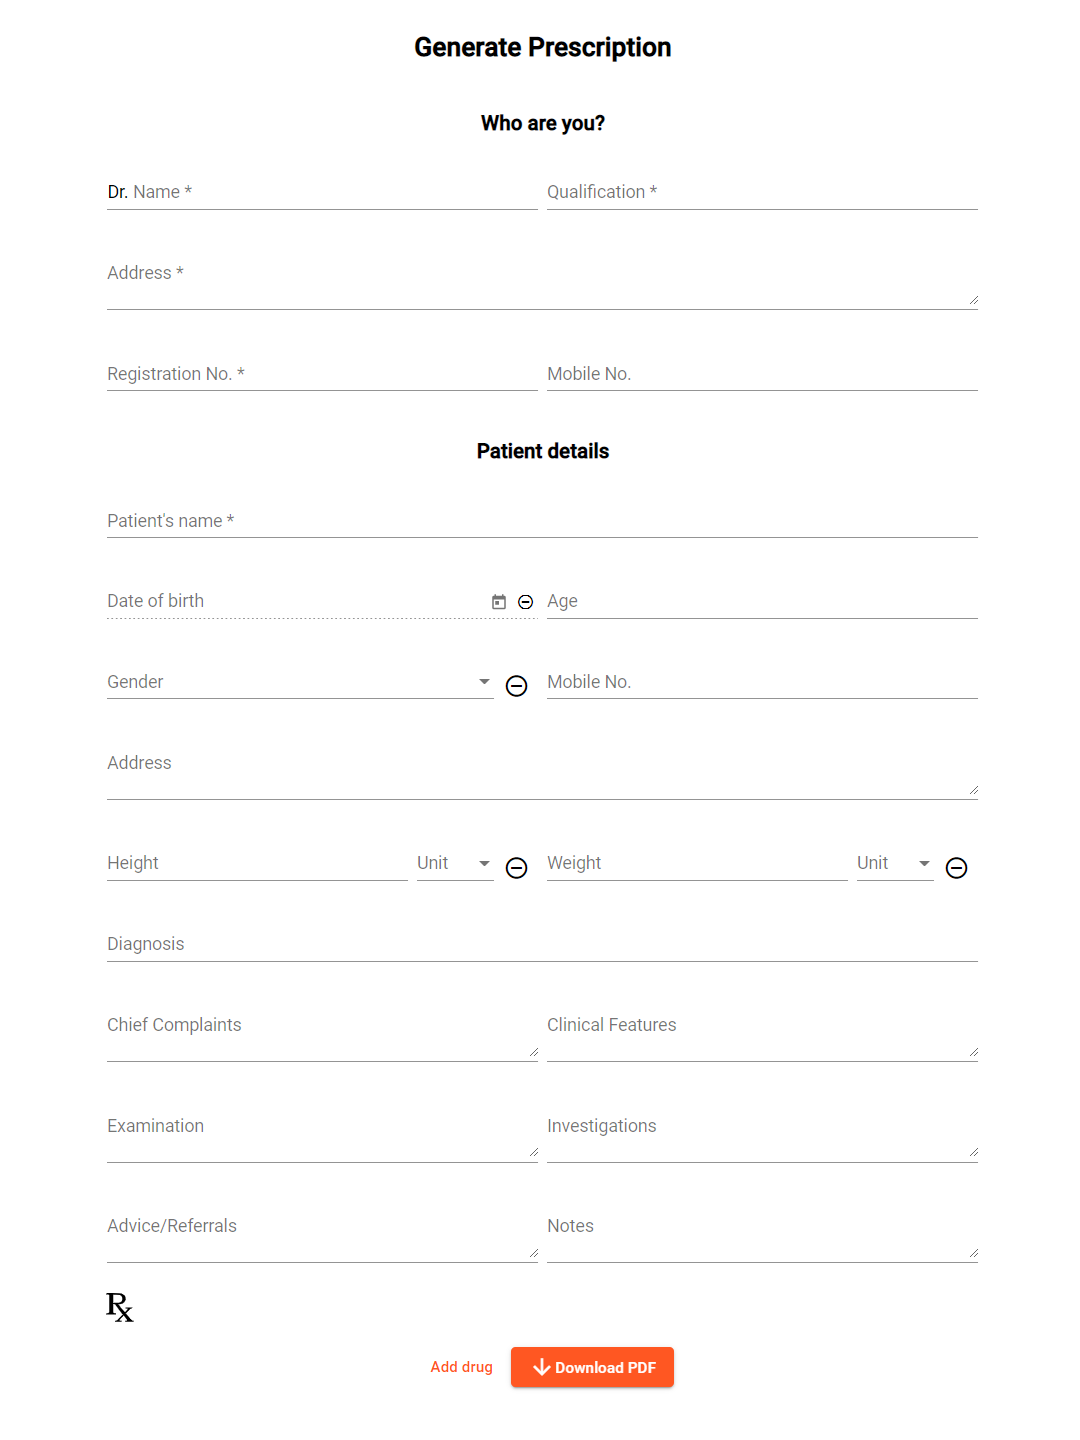 Generate Prescription
Who are you?
Dr. Name * Qualification *
Address *
Registration No. * Mobile No.
Patient details
Patient's name *
Date of birth Age
Gender Mobile No.
Address
Height Unit Weight Unit
Diagnosis
Chief Complaints Clinical Features
Examination Investigations
Advice/Referrals Notes
℞
Add drug Download PDF